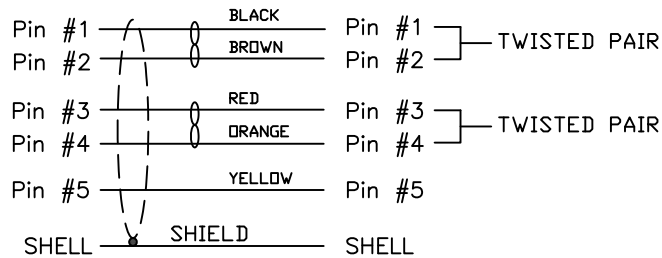 Pin #1 BLACK Pin #1
TWISTED PAIR
Pin #2 BROWN Pin #2
Pin #3 RED Pin #3
TWISTED PAIR
Pin #4 ORANGE Pin #4
Pin #5 YELLOW Pin #5
SHELL SHIELD SHELL